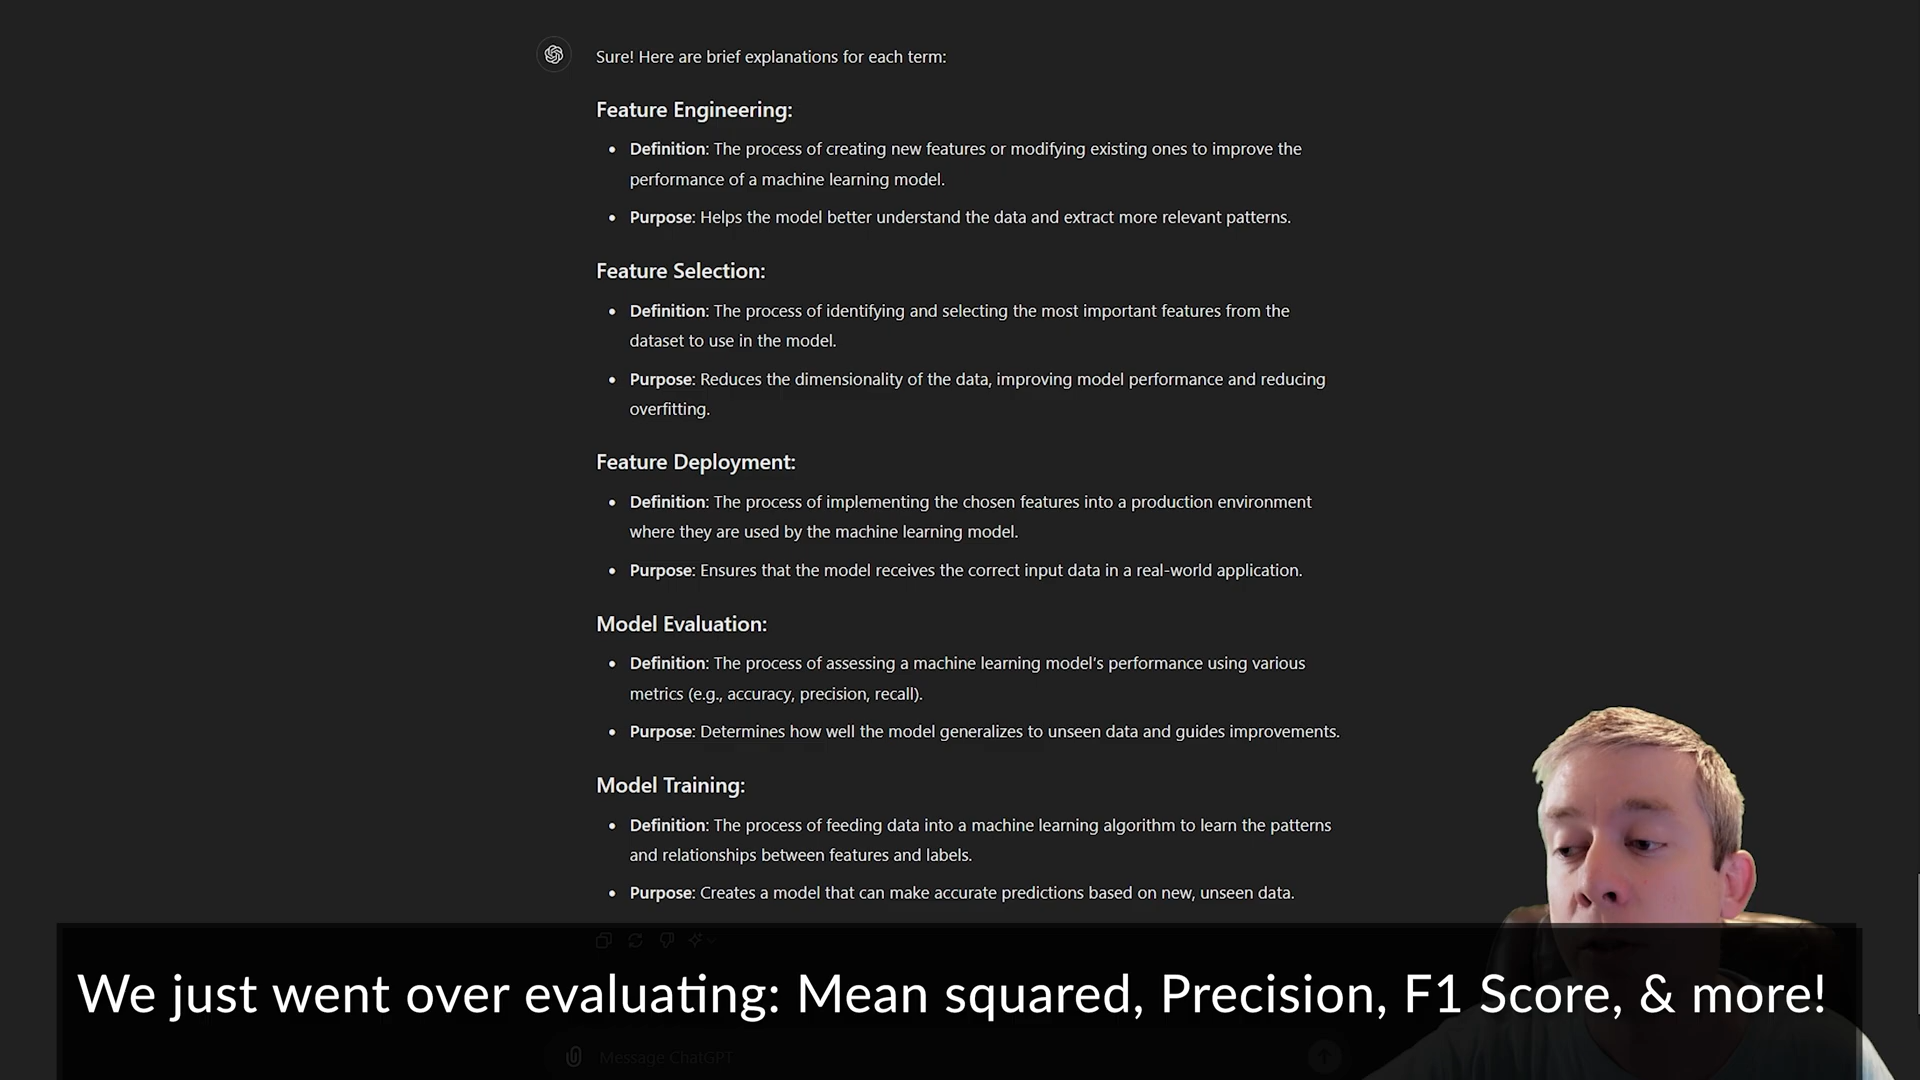 Sure! Here are brief explanations for each term:
Feature Engineering:
• Definition: The process of creating new features or modifying existing ones to improve the
performance of a machine learning model.
• Purpose: Helps the model better understand the data and extract more relevant patterns.
Feature Selection:
• Definition: The process of identifying and selecting the most important features from the
dataset to use in the model.
• Purpose: Reduces the dimensionality of the data, improving model performance and reducing
overfitting.
Feature Deployment:
• Definition: The process of implementing the chosen features into a production environment
where they are used by the machine learning model.
• Purpose: Ensures that the model receives the correct input data in a real-world application.
Model Evaluation:
• Definition: The process of assessing a machine learning model's performance using various
metrics (e.g., accuracy, precision, recall).
• Purpose: Determines how well the model generalizes to unseen data and guides improvements.
Model Training:
• Definition: The process of feeding data into a machine learning algorithm to learn the patterns
and relationships between features and labels.
• Purpose: Creates a model that can make accurate predictions based on new, unseen data.
We just went over evaluating: Mean squared, Precision, F1 Score, & more!
Message ChatGPT